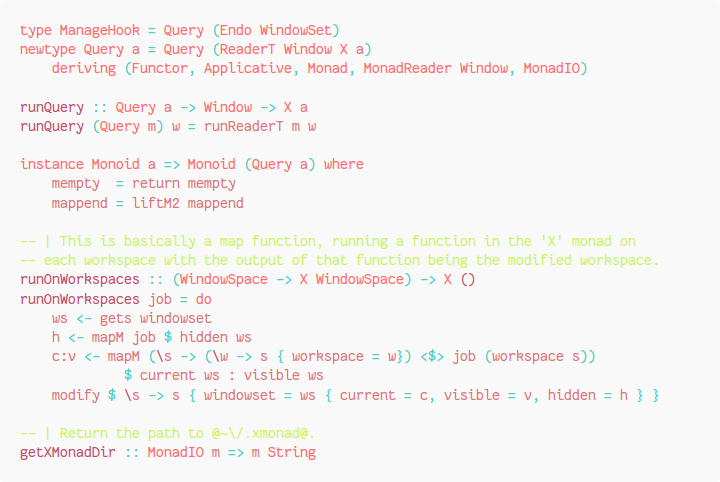 type ManageHook = Query (Endo WindowSet)
newtype Query a = Query (ReaderT Window X a)
    deriving (Functor, Applicative, Monad, MonadReader Window, MonadIO)

runQuery :: Query a -> Window -> X a
runQuery (Query m) w = runReaderT m w

instance Monoid a => Monoid (Query a) where
    mempty  = return mempty
    mappend = liftM2 mappend

-- | This is basically a map function, running a function in the 'X' monad on
-- each workspace with the output of that function being the modified workspace.
runOnWorkspaces :: (WindowSpace -> X WindowSpace) -> X ()
runOnWorkspaces job = do
    ws <- gets windowset
    h <- mapM job $ hidden ws
    c:v <- mapM (\s -> (\w -> s { workspace = w}) <$> job (workspace s))
             $ current ws : visible ws
    modify $ \s -> s { windowset = ws { current = c, visible = v, hidden = h } }

-- | Return the path to @~\/.xmonad@.
getXMonadDir :: MonadIO m => m String